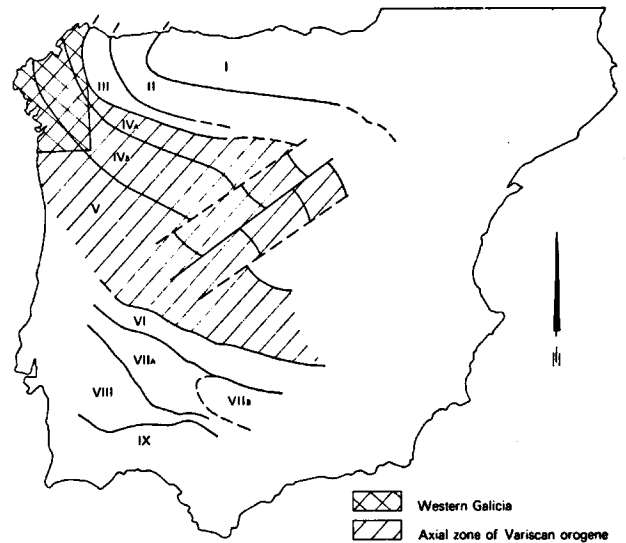 I
II
III
IVA
IVB
V
VI
VIIA
VIII
VIIB
IX
Western Galicia
Axial zone of Variscan orogene